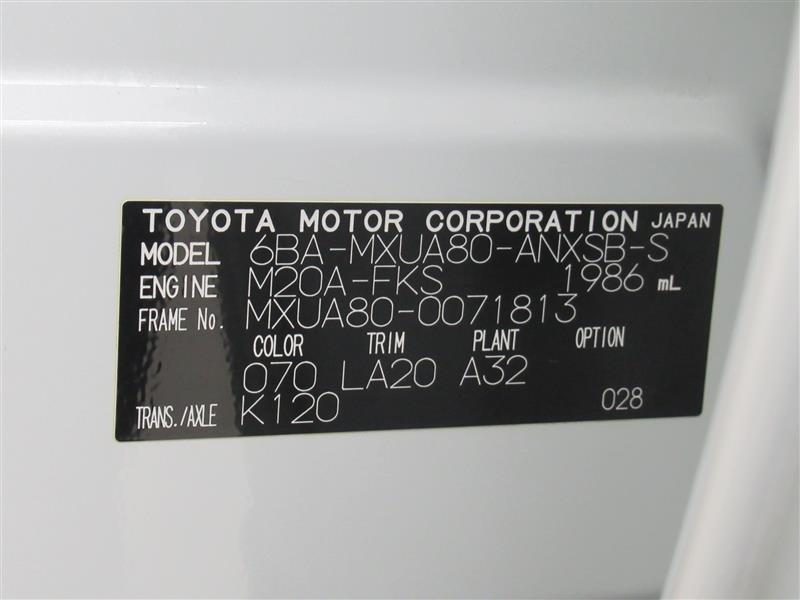 TOYOTA MOTOR CORPORATION JAPAN
MODEL 6BA-MXUA80-ANXSB-S
ENGINE M20A-FKS 1986 mL
FRAME No. MXUA80-0071813
COLOR TRIM PLANT OPTION
070 LA20 A32
TRANS./AXLE K120 028